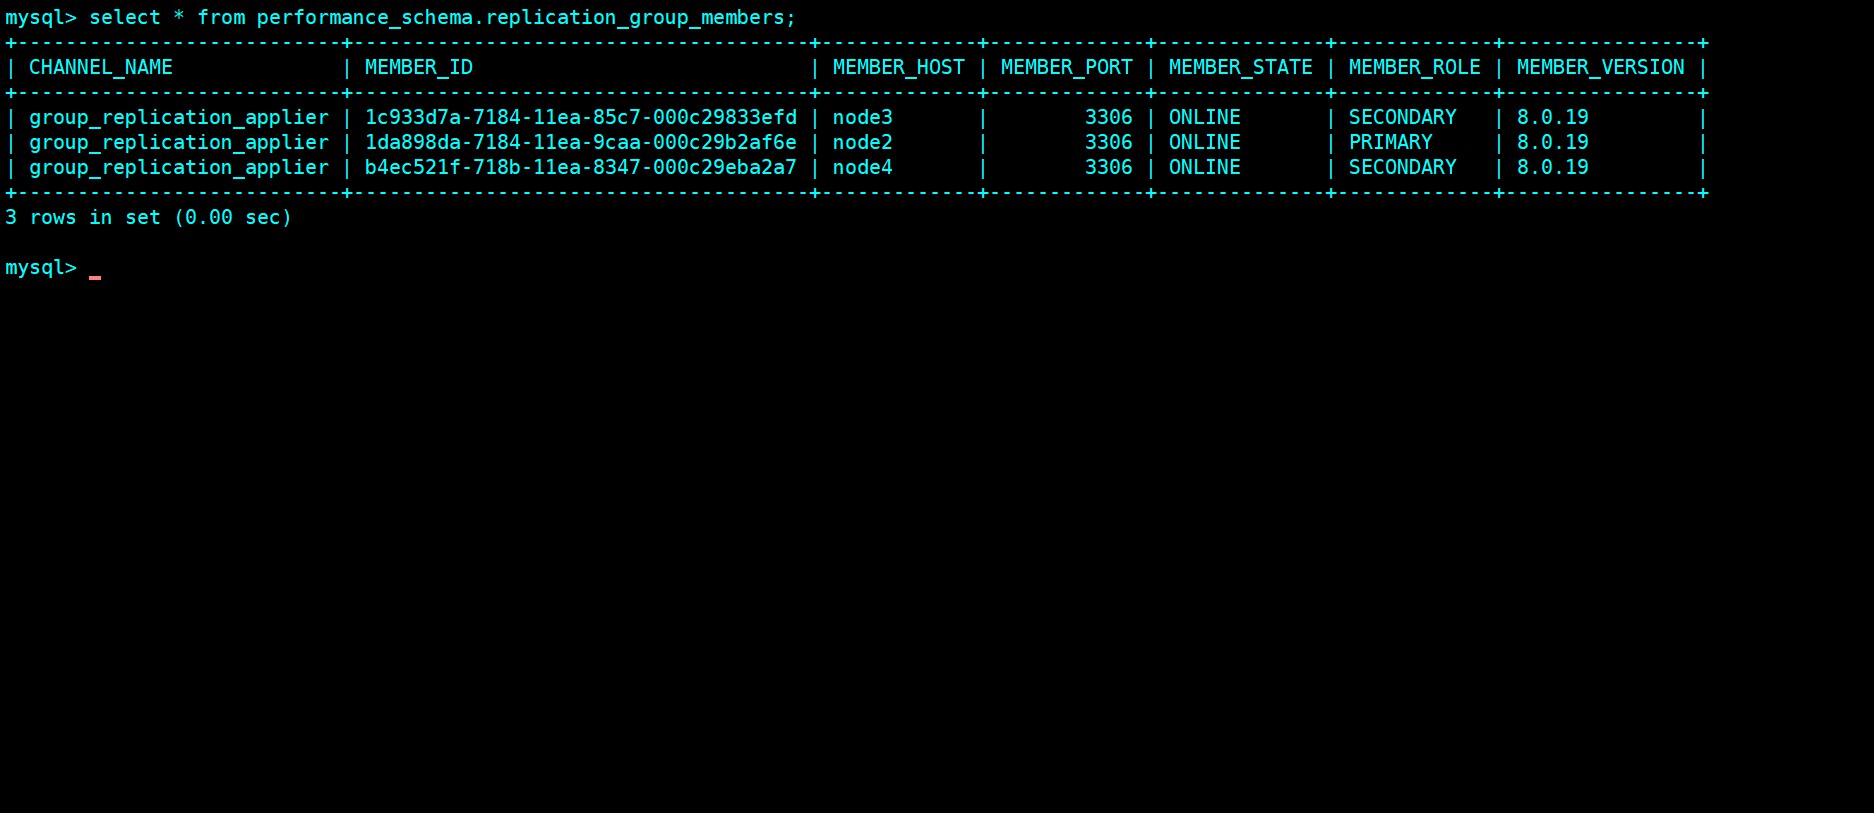 mysql> select * from performance_schema.replication_group_members;
+---------------------------+--------------------------------------+-------------+-------------+--------------+-------------+----------------+
| CHANNEL_NAME              | MEMBER_ID                            | MEMBER_HOST | MEMBER_PORT | MEMBER_STATE | MEMBER_ROLE | MEMBER_VERSION |
+---------------------------+--------------------------------------+-------------+-------------+--------------+-------------+----------------+
| group_replication_applier | 1c933d7a-7184-11ea-85c7-000c29833efd | node3       |        3306 | ONLINE       | SECONDARY   | 8.0.19         |
| group_replication_applier | 1da898da-7184-11ea-9caa-000c29b2af6e | node2       |        3306 | ONLINE       | PRIMARY     | 8.0.19         |
| group_replication_applier | b4ec521f-718b-11ea-8347-000c29eba2a7 | node4       |        3306 | ONLINE       | SECONDARY   | 8.0.19         |
+---------------------------+--------------------------------------+-------------+-------------+--------------+-------------+----------------+
3 rows in set (0.00 sec)
mysql>